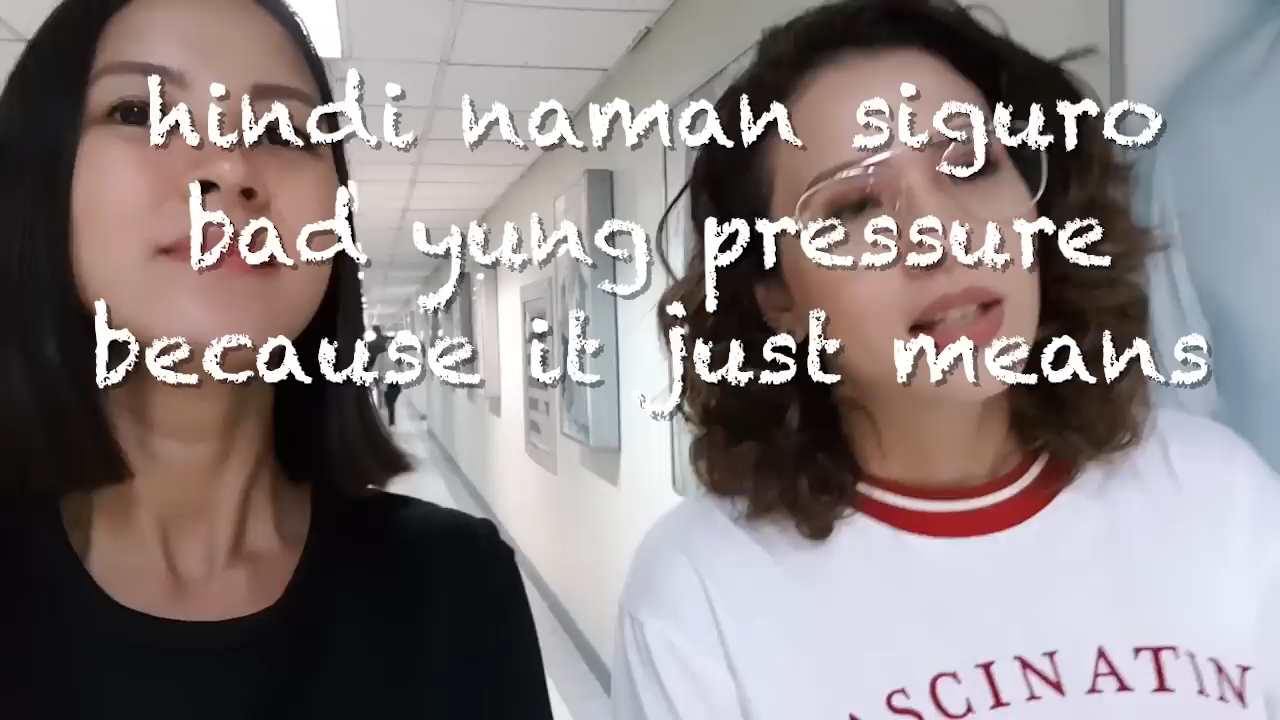 hindi naman siguro
bad yung pressure
because it just means
ASCINATIN